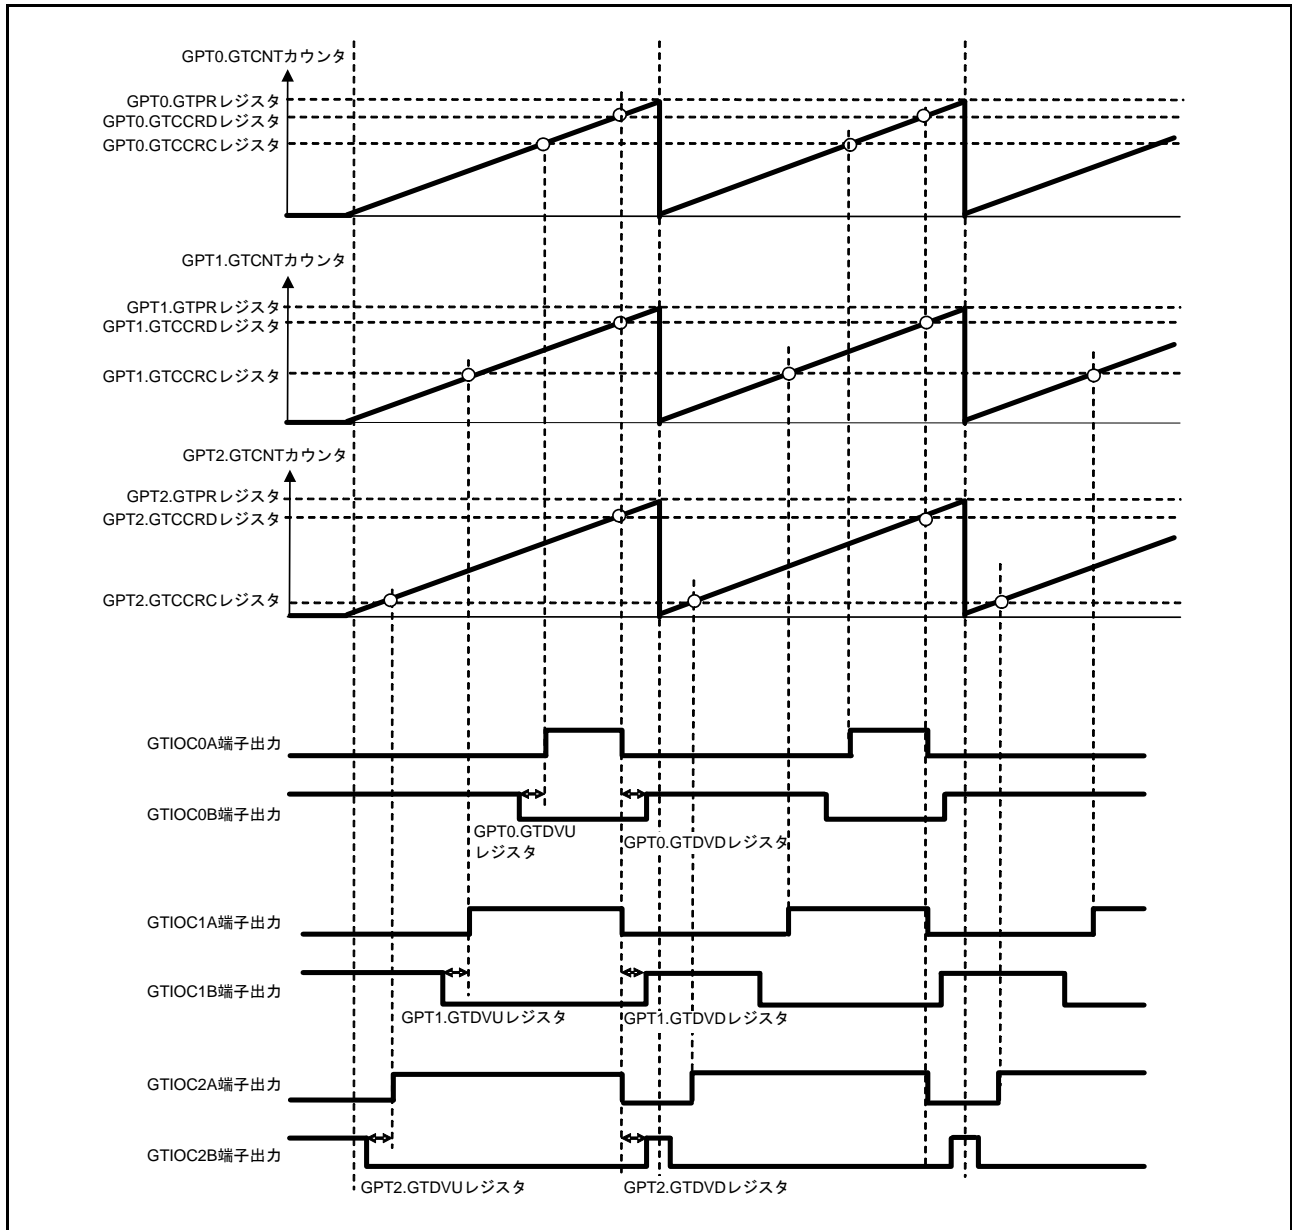 GPT0.GTCNTカウンタ
GPT0.GTPRレジスタ
GPT0.GTCCRDレジスタ
GPT0.GTCCRCレジスタ
GPT1.GTCNTカウンタ
GPT1.GTPRレジスタ
GPT1.GTCCRDレジスタ
GPT1.GTCCRCレジスタ
GPT2.GTCNTカウンタ
GPT2.GTPRレジスタ
GPT2.GTCCRDレジスタ
GPT2.GTCCRCレジスタ
GTIOC0A端子出力
GTIOC0B端子出力
GPT0.GTDVU
レジスタ
GPT0.GTDVDレジスタ
GTIOC1A端子出力
GTIOC1B端子出力
GPT1.GTDVUレジスタ
GPT1.GTDVDレジスタ
GTIOC2A端子出力
GTIOC2B端子出力
GPT2.GTDVUレジスタ
GPT2.GTDVDレジスタ